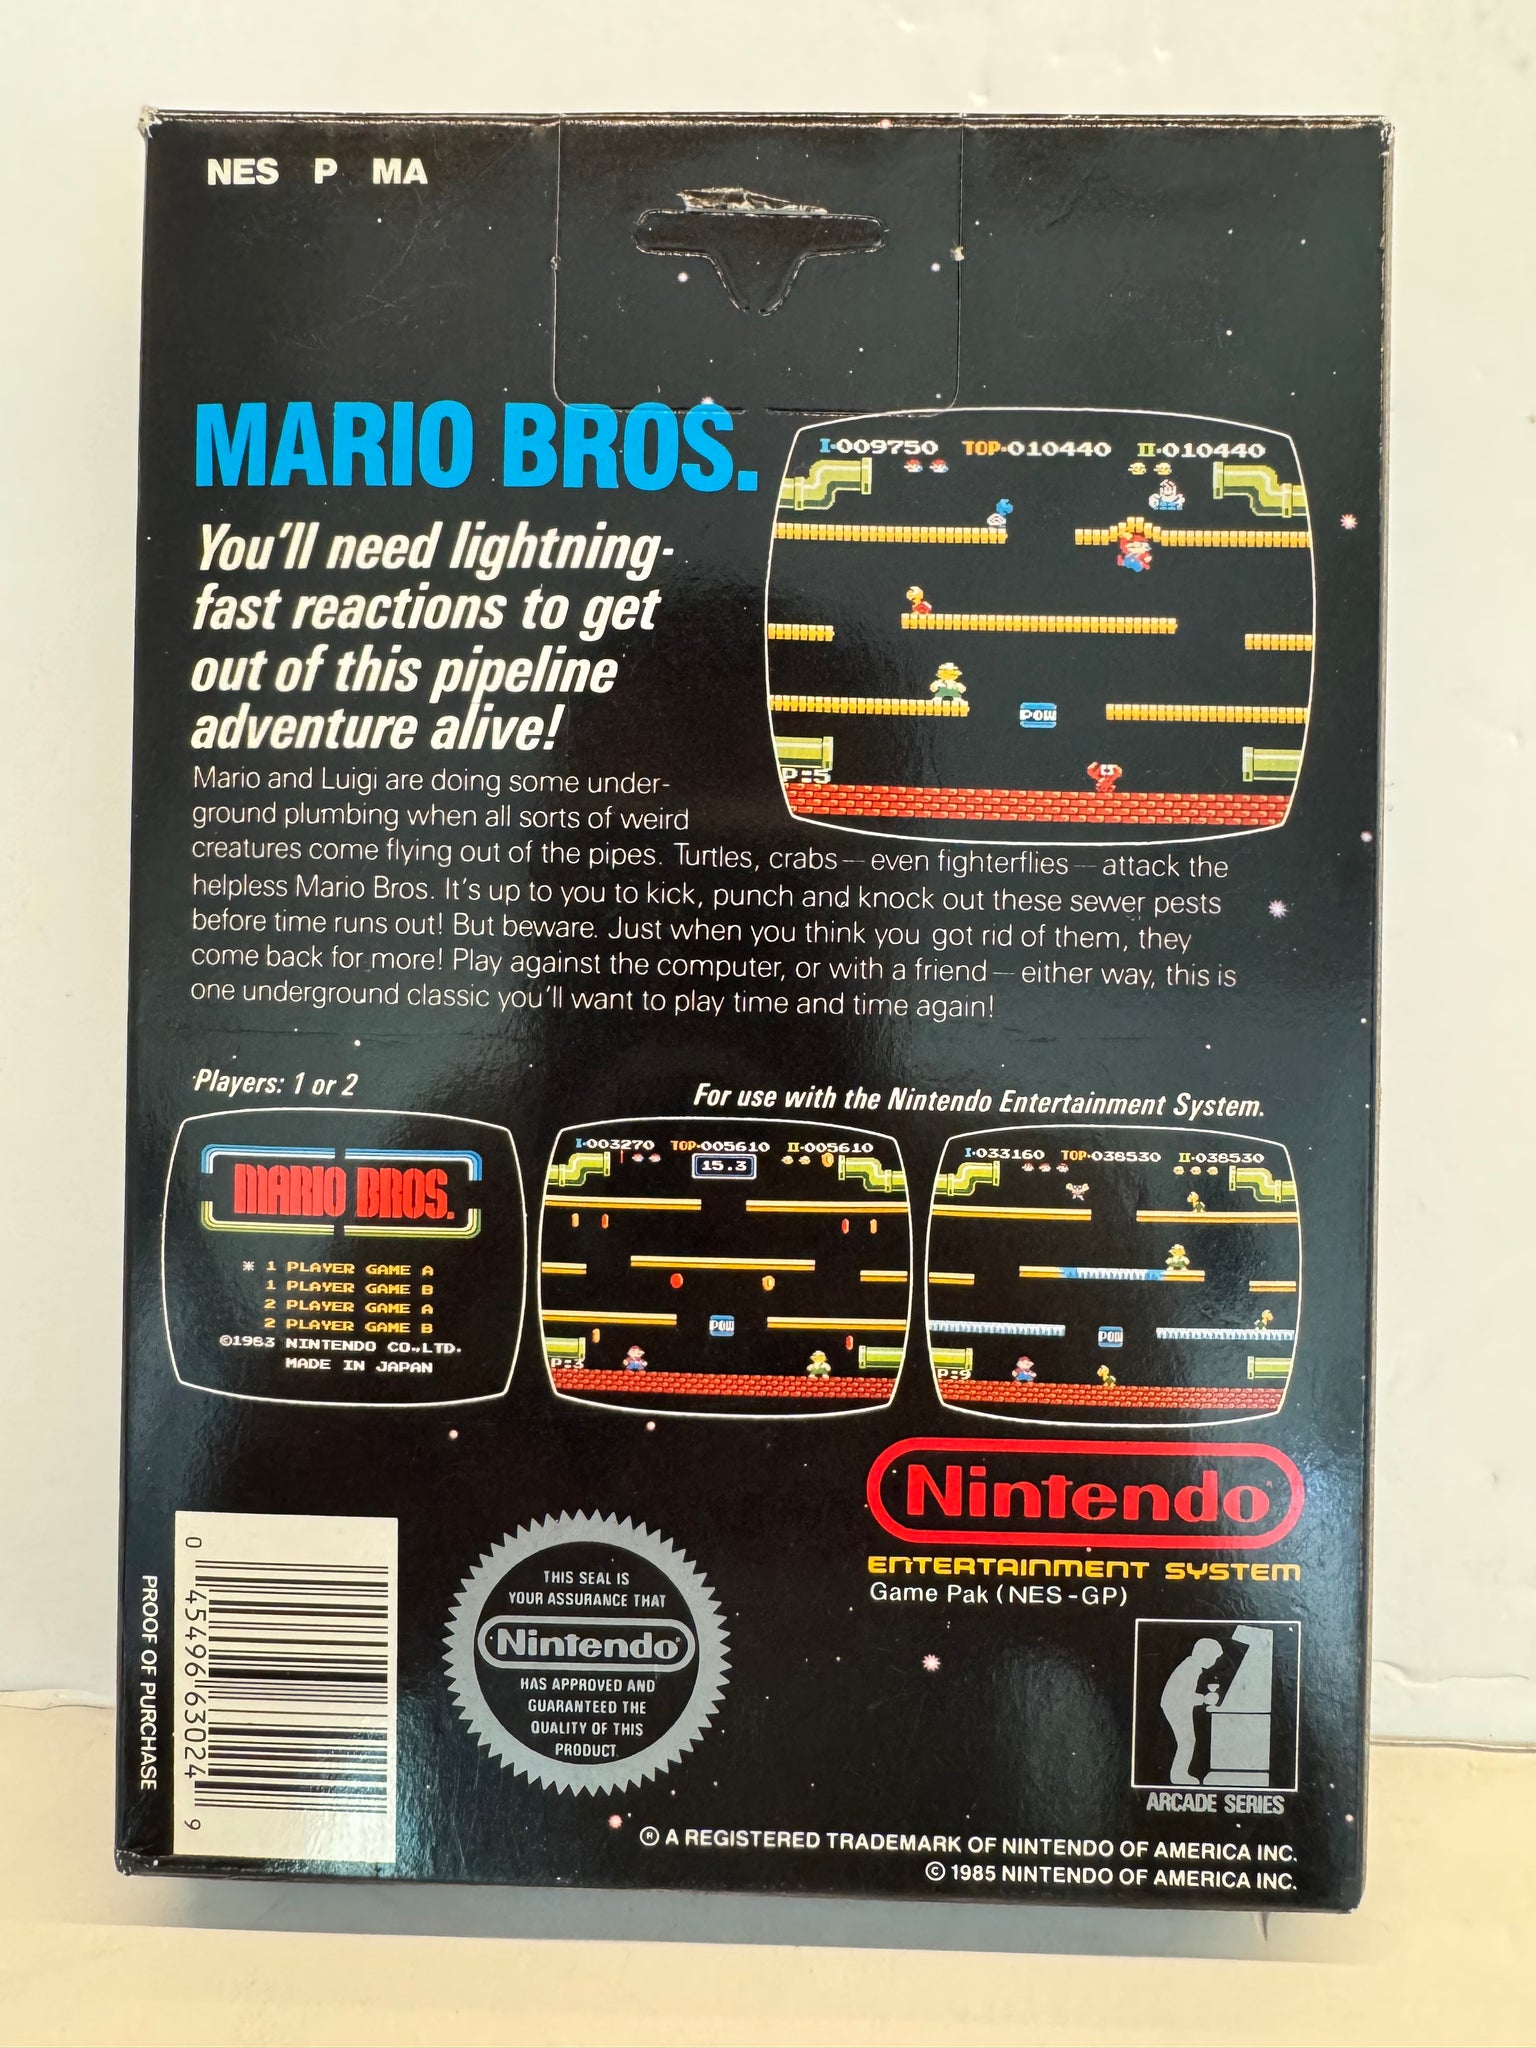 NES P MA
MARIO BROS.
You'll need lightning-
fast reactions to get
out of this pipeline
adventure alive!
I-009750 TOP-010440 II-010440
POW
P=5
Mario and Luigi are doing some under-
ground plumbing when all sorts of weird
creatures come flying out of the pipes. Turtles, crabs — even fighterflies — attack the
helpless Mario Bros. It's up to you to kick, punch and knock out these sewer pests
before time runs out! But beware. Just when you think you got rid of them, they
come back for more! Play against the computer, or with a friend — either way, this is
one underground classic you'll want to play time and time again!
Players: 1 or 2
For use with the Nintendo Entertainment System.
MARIO BROS.
* 1 PLAYER GAME A
1 PLAYER GAME B
2 PLAYER GAME A
2 PLAYER GAME B
©1983 NINTENDO CO.,LTD.
MADE IN JAPAN
I-003270 TOP-005610 II-005610
15.3
POW
P=3
I-033160 TOP-038530 II-038530
POW
P=9
Nintendo®
ENTERTAINMENT SYSTEM
Game Pak (NES-GP)
PROOF OF PURCHASE
0 45496 63024 9
THIS SEAL IS
YOUR ASSURANCE THAT
Nintendo®
HAS APPROVED AND
GUARANTEED THE
QUALITY OF THIS
PRODUCT.
ARCADE SERIES
® A REGISTERED TRADEMARK OF NINTENDO OF AMERICA INC.
© 1985 NINTENDO OF AMERICA INC.